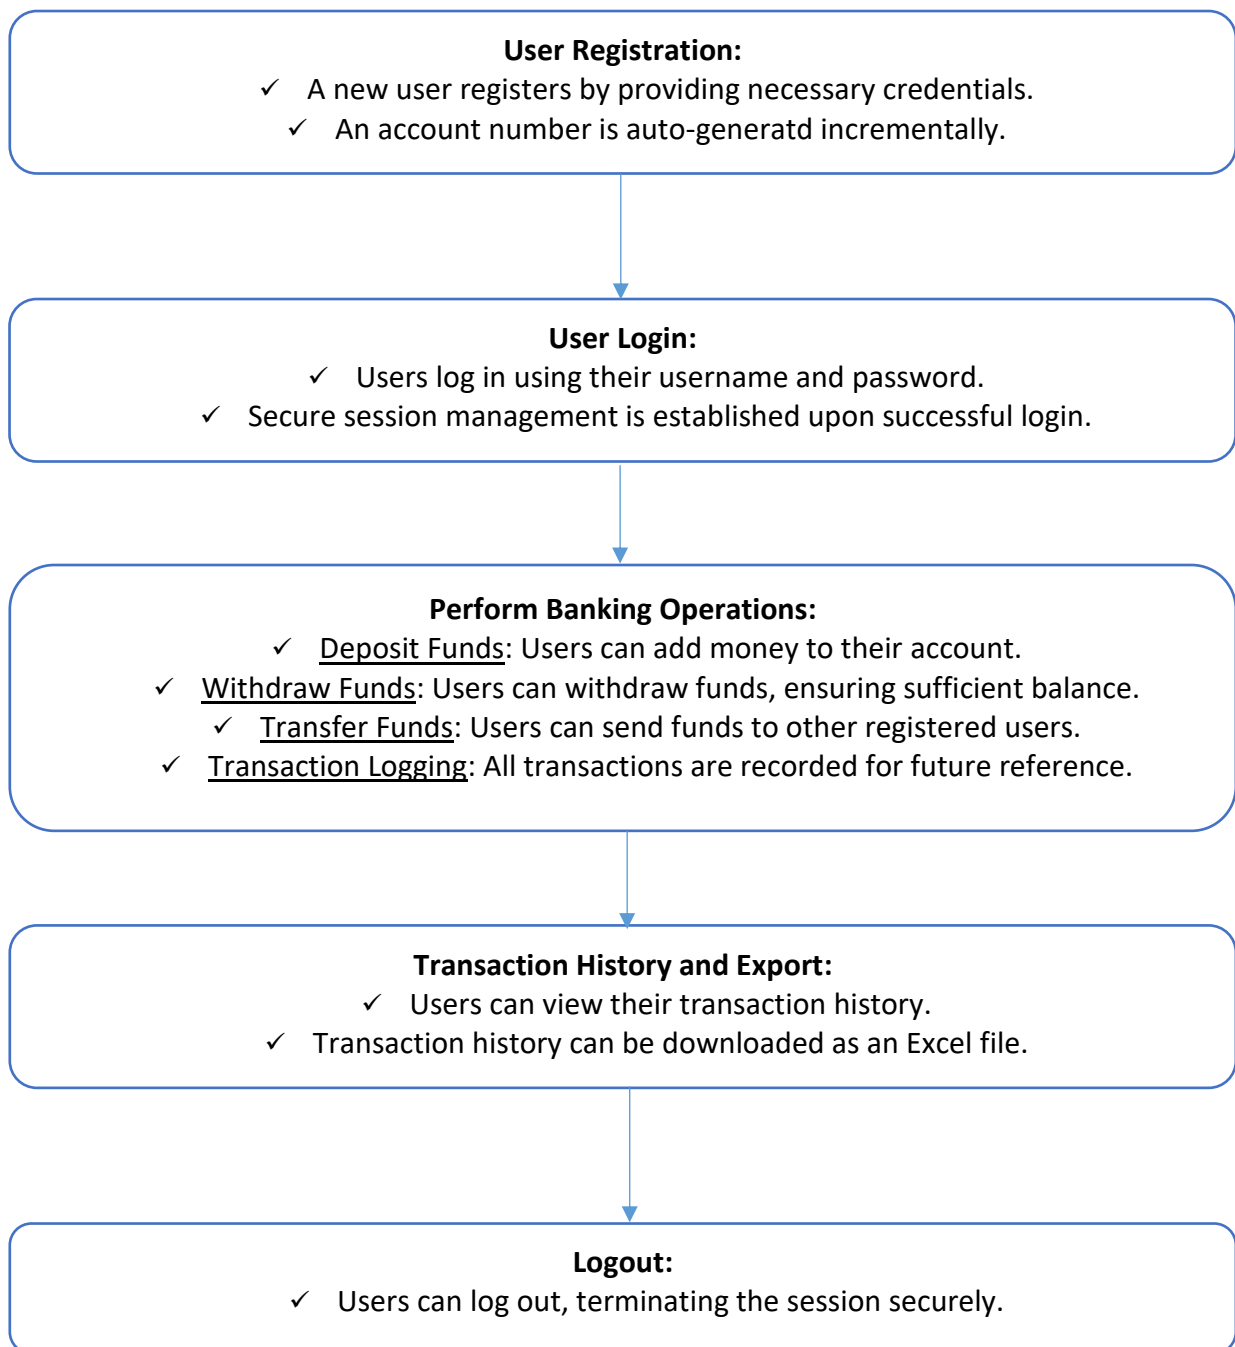 User Registration:
✓ A new user registers by providing necessary credentials.
✓ An account number is auto-generatd incrementally.
User Login:
✓ Users log in using their username and password.
✓ Secure session management is established upon successful login.
Perform Banking Operations:
✓ Deposit Funds: Users can add money to their account.
✓ Withdraw Funds: Users can withdraw funds, ensuring sufficient balance.
✓ Transfer Funds: Users can send funds to other registered users.
✓ Transaction Logging: All transactions are recorded for future reference.
Transaction History and Export:
✓ Users can view their transaction history.
✓ Transaction history can be downloaded as an Excel file.
Logout:
✓ Users can log out, terminating the session securely.